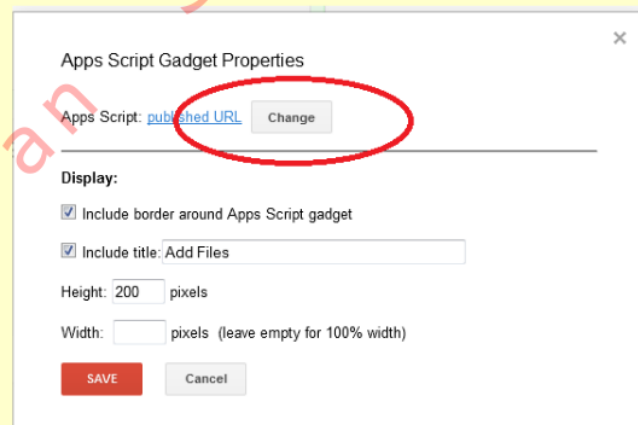 Apps Script Gadget Properties
Apps Script: published URL Change
Display:
Include border around Apps Script gadget
Include title: Add Files
Height: 200 pixels
Width: pixels (leave empty for 100% width)
SAVE Cancel